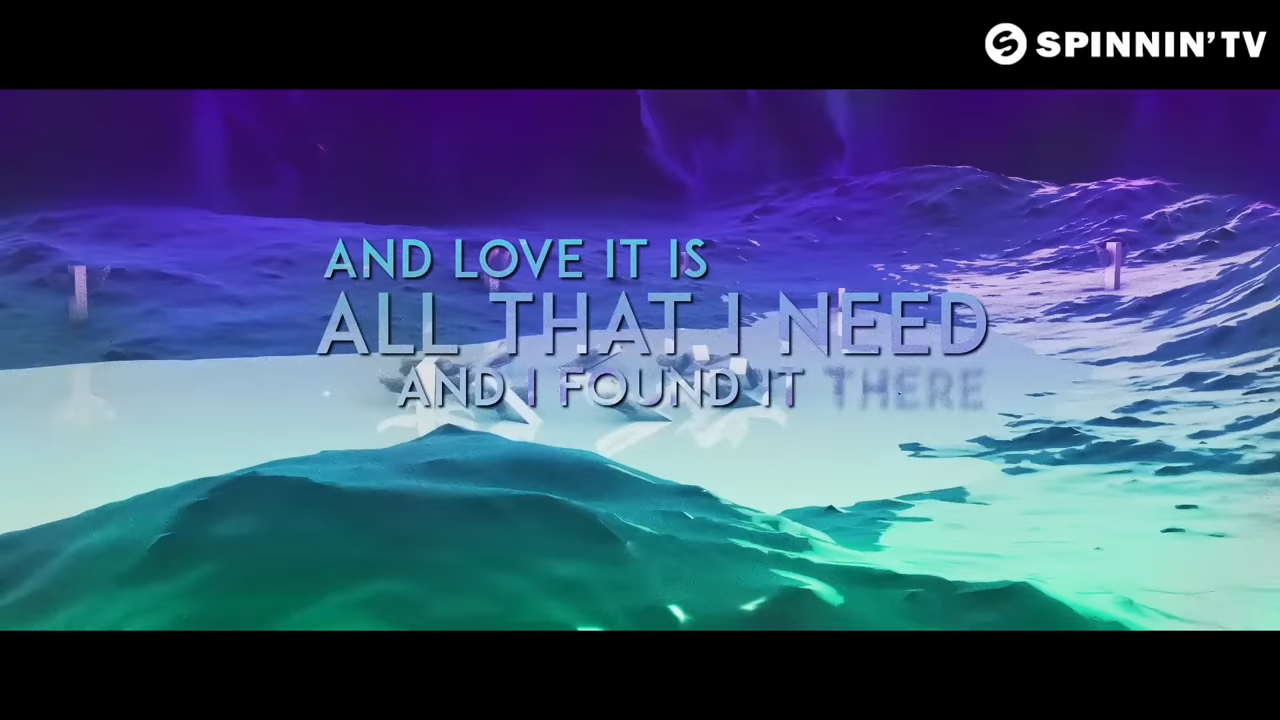 SPINNIN' TV
AND LOVE IT IS
ALL THAT I NEED
AND I FOUND IT THERE